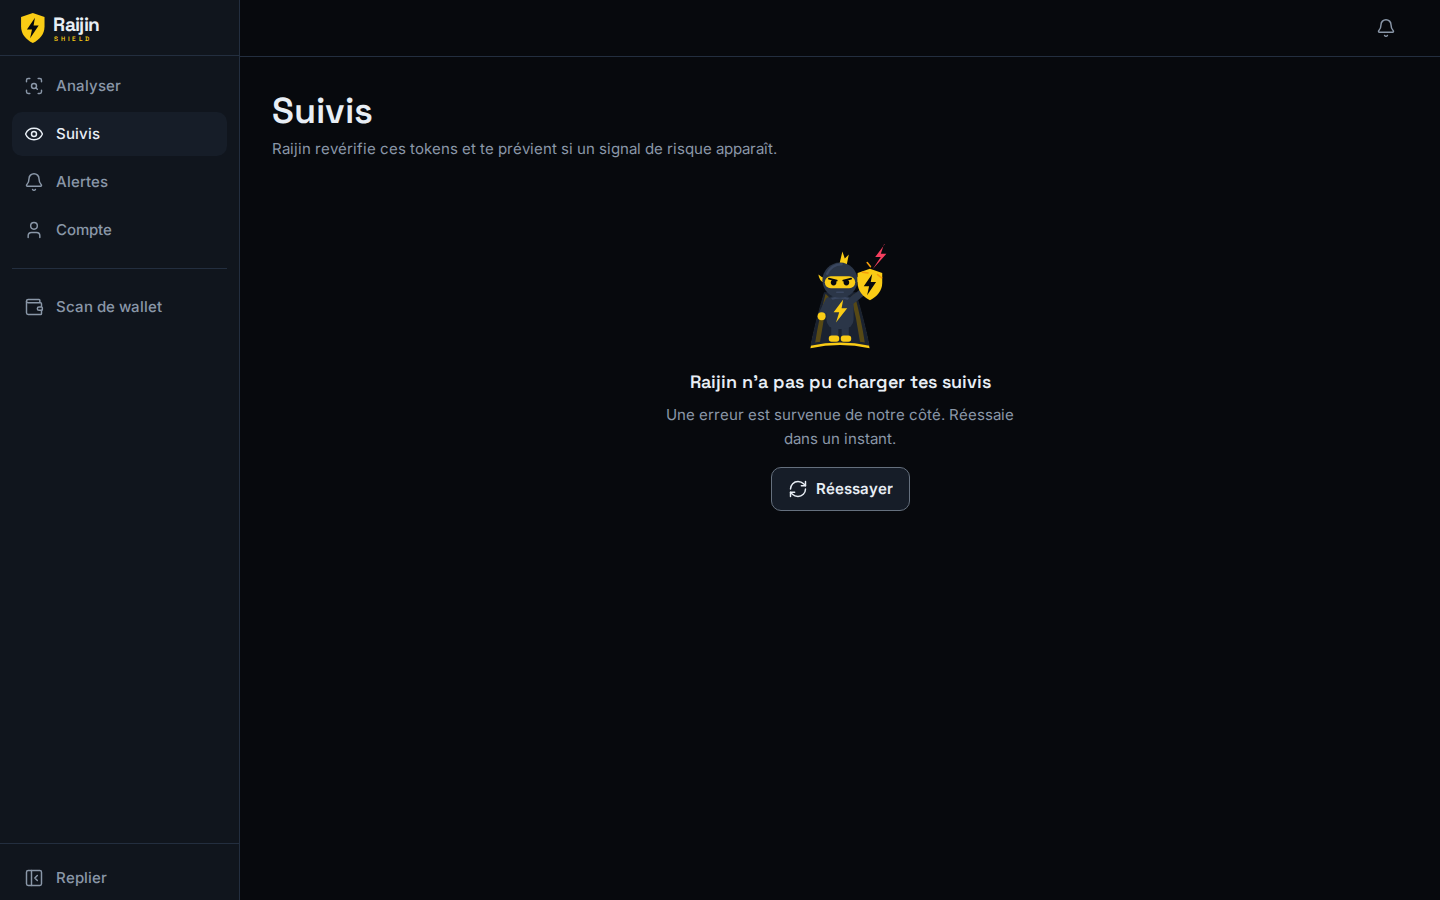 Raijin
SHIELD
Analyser
Suivis
Alertes
Compte
Scan de wallet
Replier
Suivis
Raijin revérifie ces tokens et te prévient si un signal de risque apparaît.
Raijin n’a pas pu charger tes suivis
Une erreur est survenue de notre côté. Réessaie
dans un instant.
Réessayer